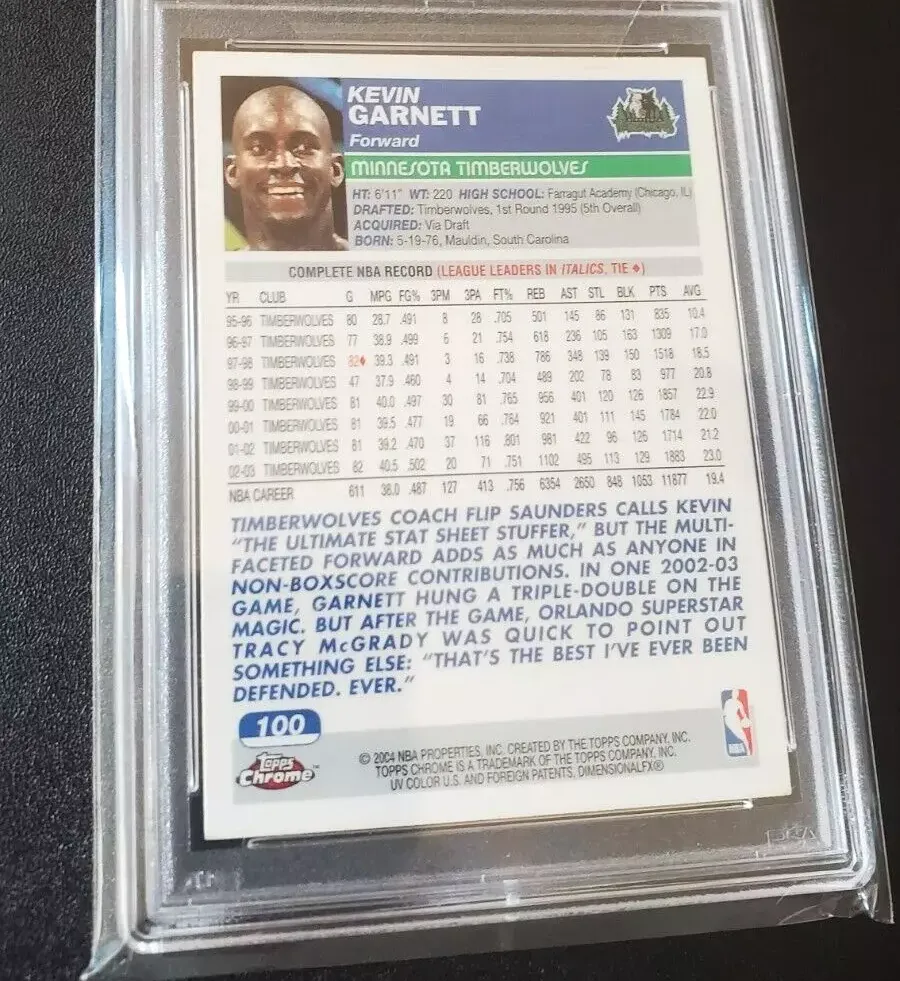 KEVIN
GARNETT
Forward
MINNESOTA TIMBERWOLVES
HT: 6'11" WT: 220 HIGH SCHOOL: Farragut Academy (Chicago, IL)
DRAFTED: Timberwolves, 1st Round 1995 (5th Overall)
ACQUIRED: Via Draft
BORN: 5-19-76, Mauldin, South Carolina
COMPLETE NBA RECORD (LEAGUE LEADERS IN ITALICS, TIE ♦)
YR CLUB G MPG FG% 3PM 3PA FT% REB AST STL BLK PTS AVG
95-96 TIMBERWOLVES 80 28.7 .491 8 28 .705 501 145 86 131 835 10.4
96-97 TIMBERWOLVES 77 38.9 .499 6 21 .754 618 236 105 163 1309 17.0
97-98 TIMBERWOLVES 82♦ 39.3 .491 3 16 .738 786 348 139 150 1518 18.5
98-99 TIMBERWOLVES 47 37.9 .460 4 14 .704 489 202 78 83 977 20.8
99-00 TIMBERWOLVES 81 40.0 .497 30 81 .765 956 401 120 126 1857 22.9
00-01 TIMBERWOLVES 81 39.5 .477 19 66 .764 921 401 111 145 1784 22.0
01-02 TIMBERWOLVES 81 39.2 .470 37 116 .801 981 422 96 126 1714 21.2
02-03 TIMBERWOLVES 82 40.5 .502 20 71 .751 1102 495 113 129 1883 23.0
NBA CAREER 611 38.0 .487 127 413 .756 6354 2650 848 1053 11877 19.4
TIMBERWOLVES COACH FLIP SAUNDERS CALLS KEVIN
"THE ULTIMATE STAT SHEET STUFFER," BUT THE MULTI-
FACETED FORWARD ADDS AS MUCH AS ANYONE IN
NON-BOXSCORE CONTRIBUTIONS. IN ONE 2002-03
GAME, GARNETT HUNG A TRIPLE-DOUBLE ON THE
MAGIC. BUT AFTER THE GAME, ORLANDO SUPERSTAR
TRACY McGRADY WAS QUICK TO POINT OUT
SOMETHING ELSE: "THAT'S THE BEST I'VE EVER BEEN
DEFENDED. EVER."
100
Topps
Chrome™
© 2004 NBA PROPERTIES, INC. CREATED BY THE TOPPS COMPANY, INC.
TOPPS CHROME IS A TRADEMARK OF THE TOPPS COMPANY, INC.
UV COLOR U.S. AND FOREIGN PATENTS, DIMENSIONALFX®
NBA
PSA